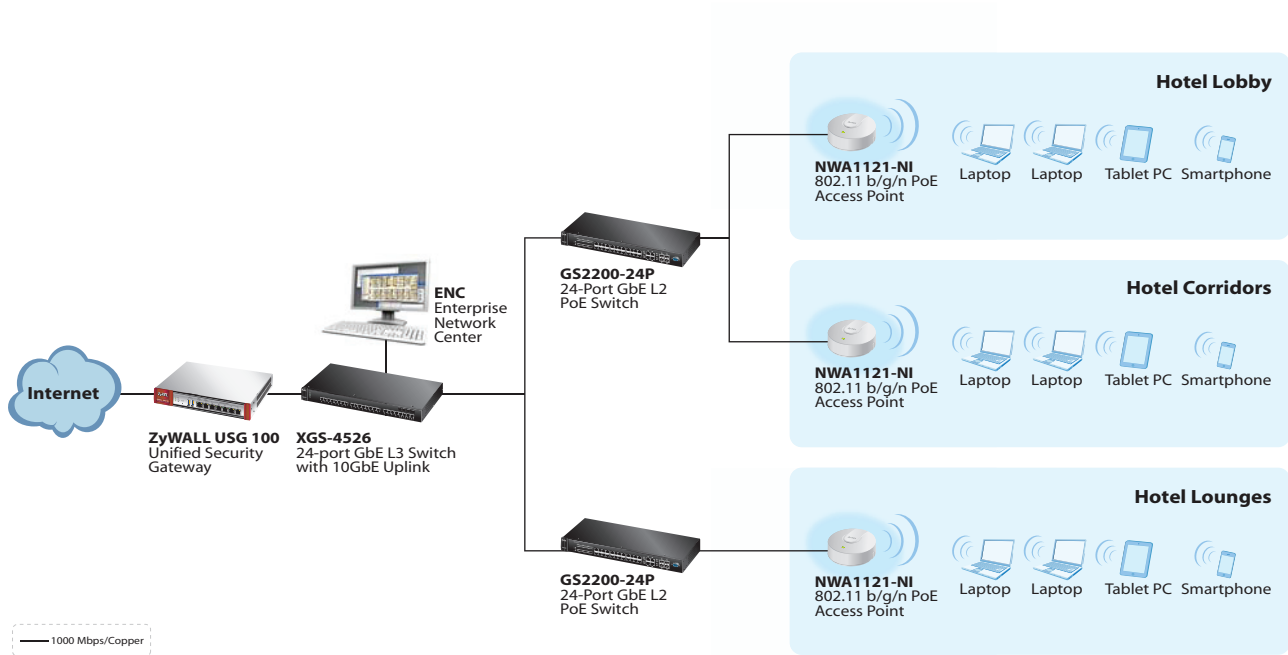 Hotel Lobby
NWA1121-NI
802.11 b/g/n PoE
Access Point
Laptop
Laptop
Tablet PC
Smartphone
GS2200-24P
24-Port GbE L2
PoE Switch
Hotel Corridors
NWA1121-NI
802.11 b/g/n PoE
Access Point
Laptop
Laptop
Tablet PC
Smartphone
ENC
Enterprise
Network
Center
Internet
ZyWALL USG 100
Unified Security
Gateway
XGS-4526
24-port GbE L3 Switch
with 10GbE Uplink
Hotel Lounges
NWA1121-NI
802.11 b/g/n PoE
Access Point
Laptop
Laptop
Tablet PC
Smartphone
GS2200-24P
24-Port GbE L2
PoE Switch
1000 Mbps/Copper